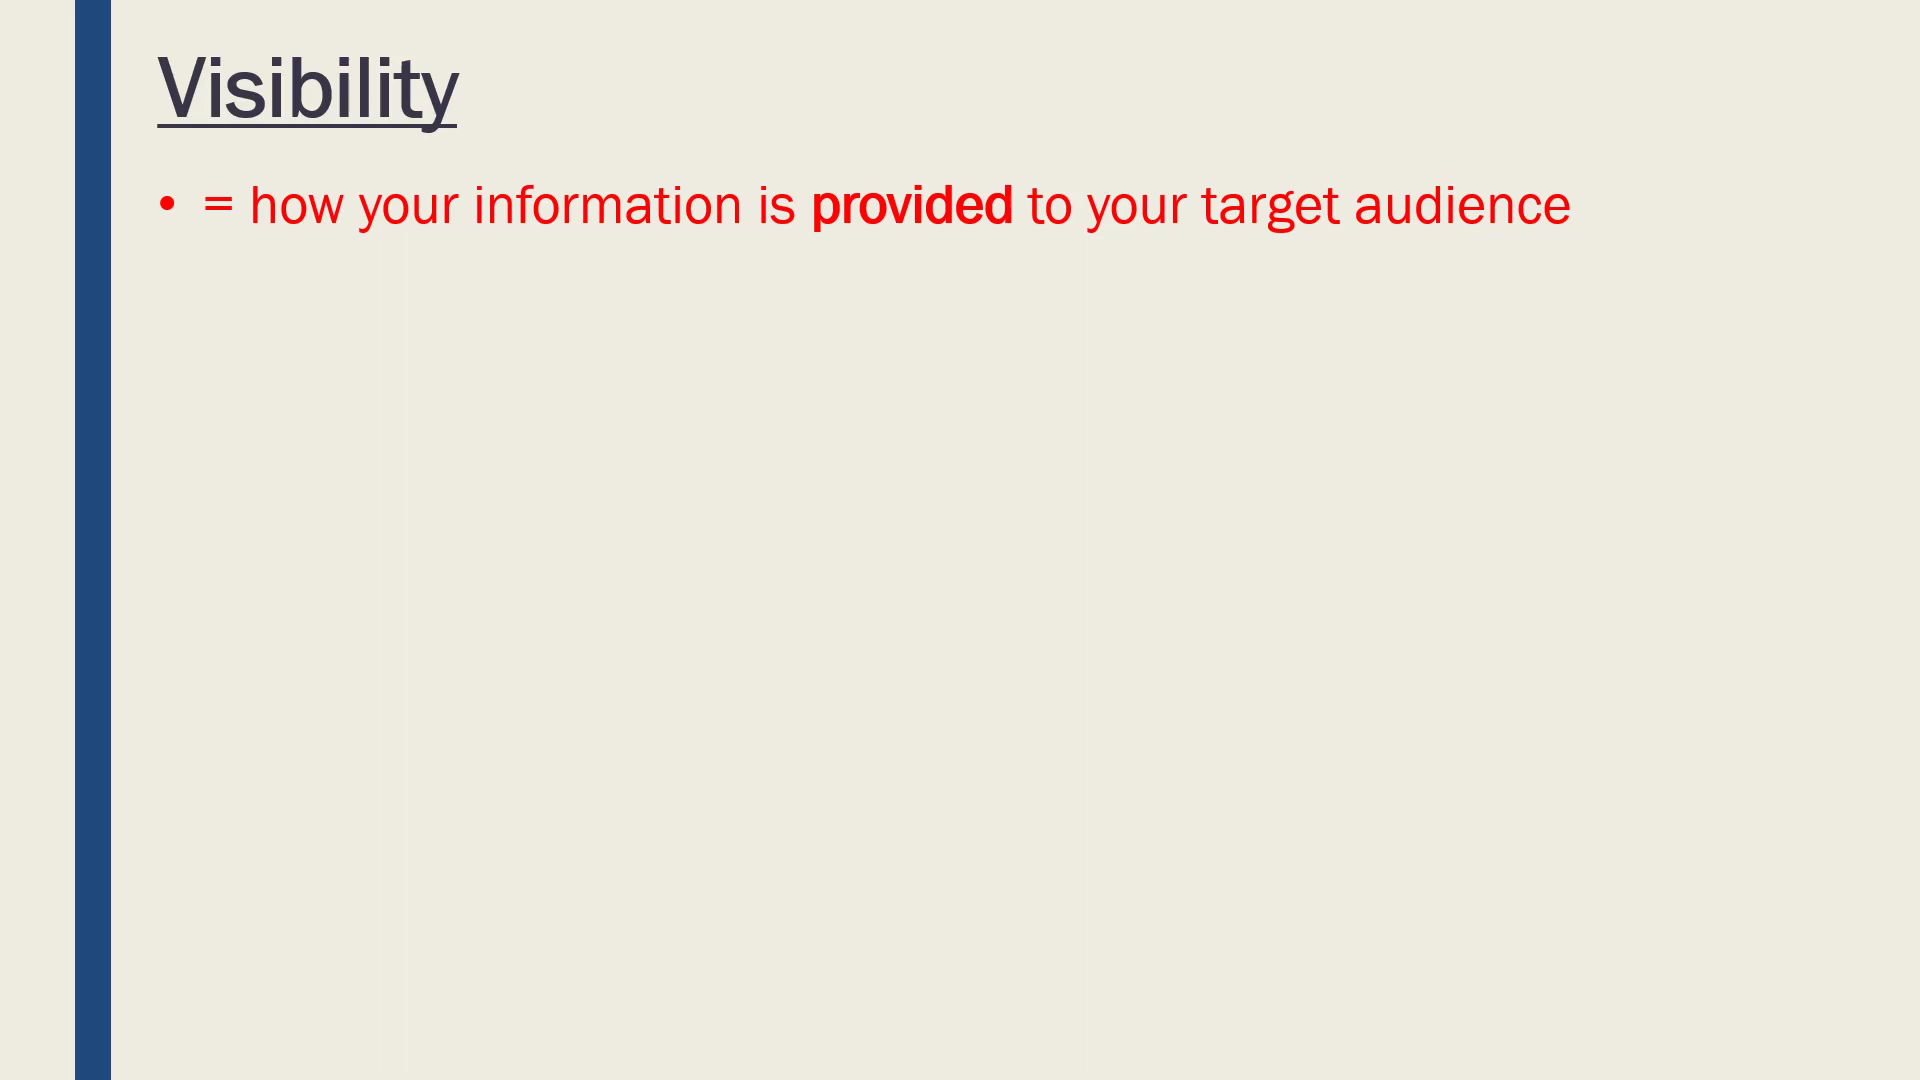 Visibility
• = how your information is provided to your target audience